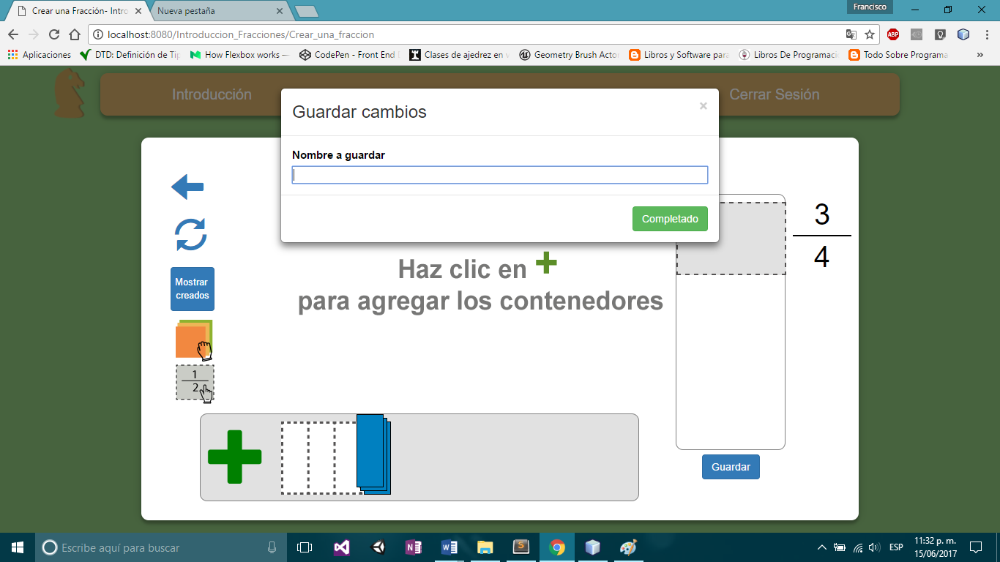 Crear una Fracción- Intro
Nueva pestaña
Francisco
localhost:8080/Introduccion_Fracciones/Crear_una_fraccion
ABP
Aplicaciones
DTD: Definición de Tip
How Flexbox works —
CodePen - Front End
Clases de ajedrez en v
Geometry Brush Actor
Libros y Software para
Libros De Programaci
Todo Sobre Programa
»
Introducción
Cerrar Sesión
Guardar cambios
×
Nombre a guardar
Completado
3
4
Haz clic en +
para agregar los contenedores
Mostrar
creados
1
2
Guardar
Escribe aquí para buscar
ESP
11:32 p. m.
15/06/2017